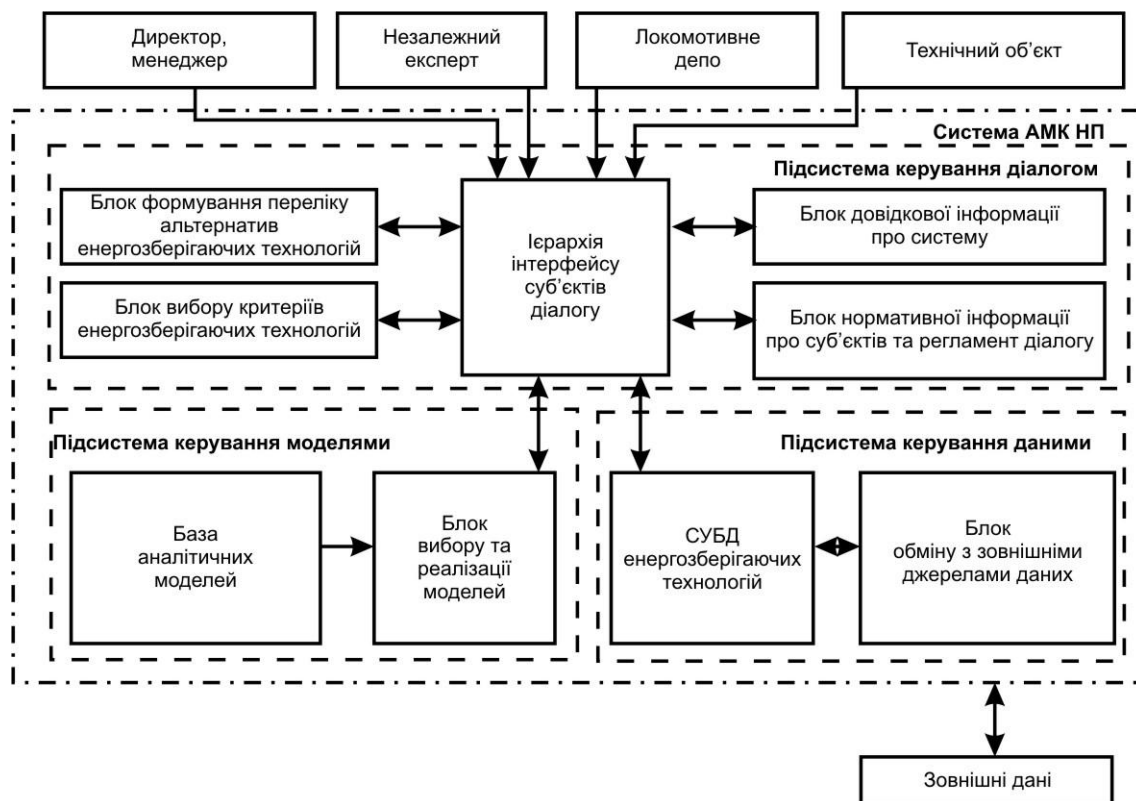 Директор,
менеджер
Незалежний
експерт
Локомотивне
депо
Технічний об’єкт
Система АМК НП
Підсистема керування діалогом
Блок формування переліку
альтернатив
енергозберігаючих технологій
Блок вибору критеріїв
енергозберігаючих технологій
Ієрархія
інтерфейсу
суб’єктів
діалогу
Блок довідкової інформації
про систему
Блок нормативної інформації
про суб’єктів та регламент діалогу
Підсистема керування моделями
База
аналітичних
моделей
Блок
вибору та
реалізації
моделей
Підсистема керування даними
СУБД
енергозберігаючих
технологій
Блок
обміну з зовнішніми
джерелами даних
Зовнішні дані